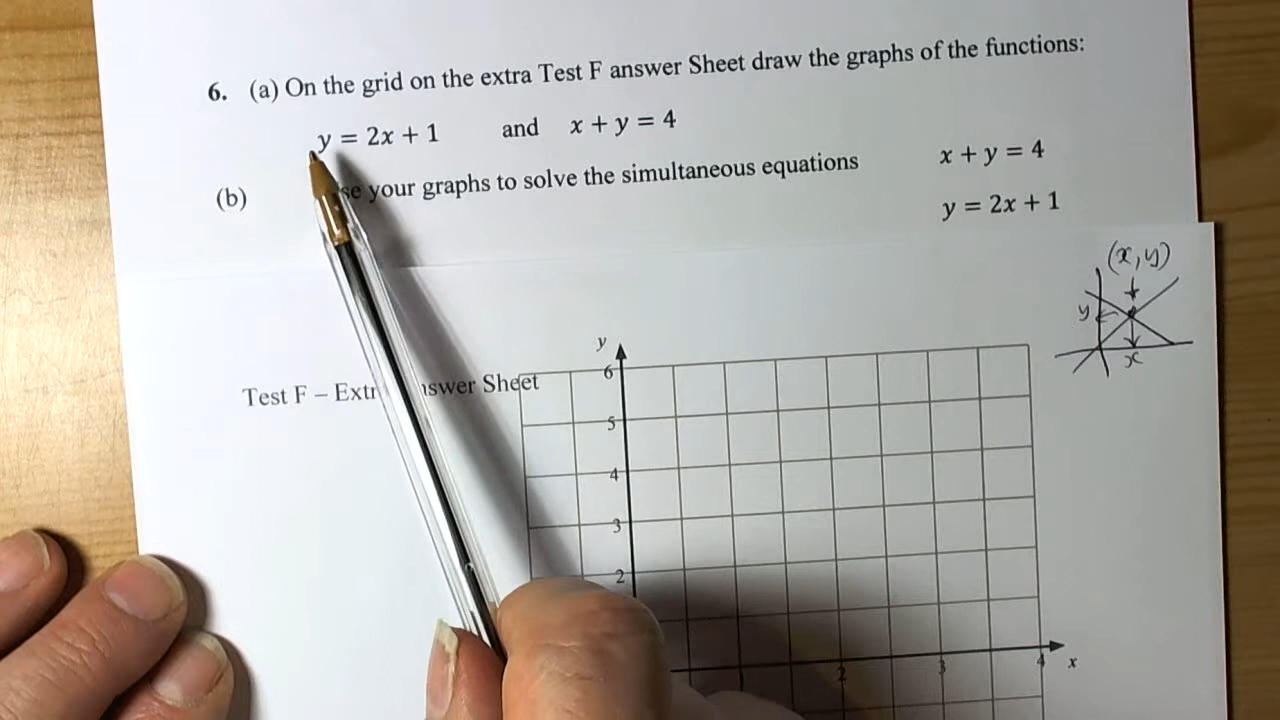 6. (a) On the grid on the extra Test F answer Sheet draw the graphs of the functions:
y = 2x + 1 and x + y = 4
(b) your graphs to solve the simultaneous equations
x + y = 4
y = 2x + 1
(x, y)
y
x
Test F – Sheet
y
6
5
4
3
2
2 3 4 x